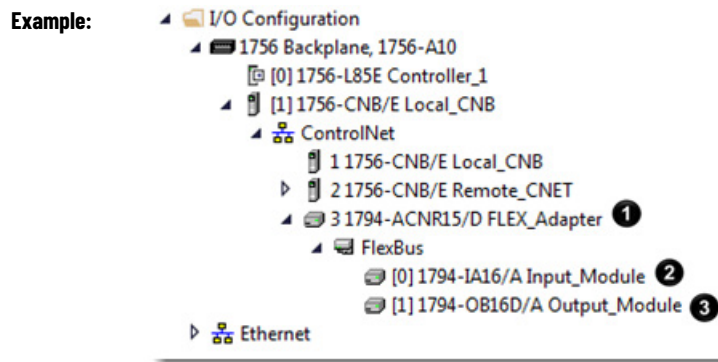 Example:
I/O Configuration
1756 Backplane, 1756-A10
[0] 1756-L85E Controller_1
[1] 1756-CNB/E Local_CNB
ControlNet
1 1756-CNB/E Local_CNB
2 1756-CNB/E Remote_CNET
3 1794-ACNR15/D FLEX_Adapter 1
FlexBus
[0] 1794-IA16/A Input_Module 2
[1] 1794-OB16D/A Output_Module 3
Ethernet